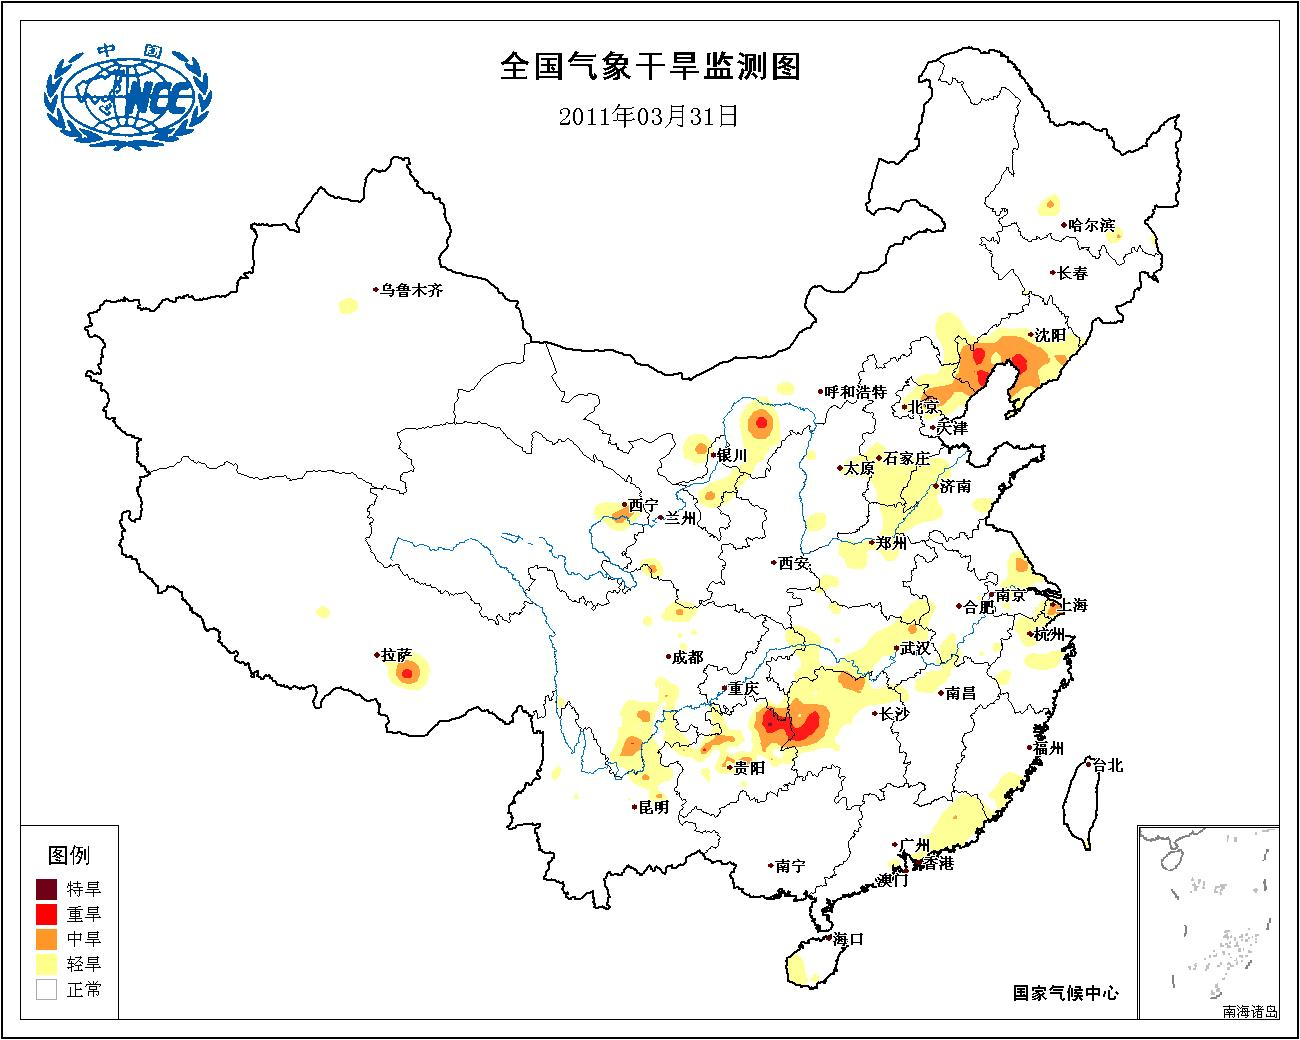 中国
NCC
全国气象干旱监测图
2011年03月31日
哈尔滨
长春
乌鲁木齐
沈阳
呼和浩特
北京
天津
银川
石家庄
太原
济南
西宁
兰州
郑州
西安
南京
合肥
上海
杭州
武汉
拉萨
成都
重庆
南昌
长沙
福州
贵阳
台北
昆明
广州
香港
南宁
澳门
海口
图例
特旱
重旱
中旱
轻旱
正常
国家气候中心
南海诸岛